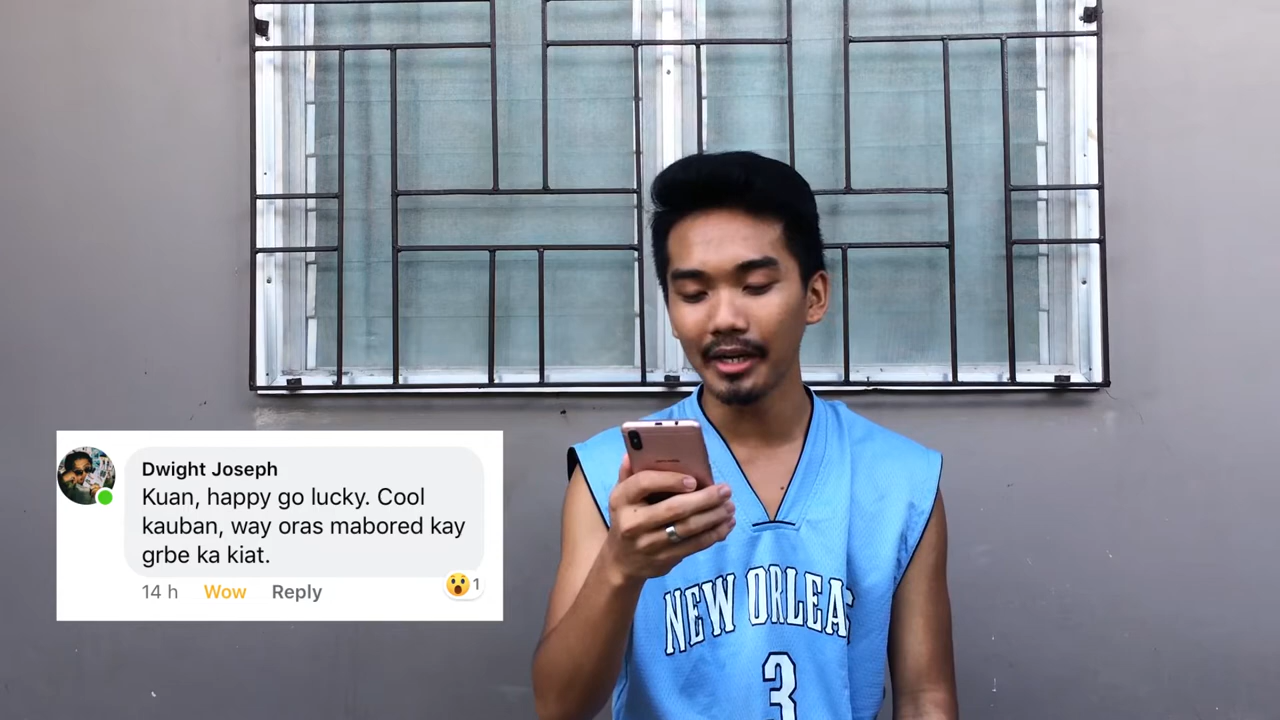 Dwight Joseph
Kuan, happy go lucky. Cool
kauban, way oras mabored kay
grbe ka kiat.
14 h Wow Reply
1
NEW ORLEA
3